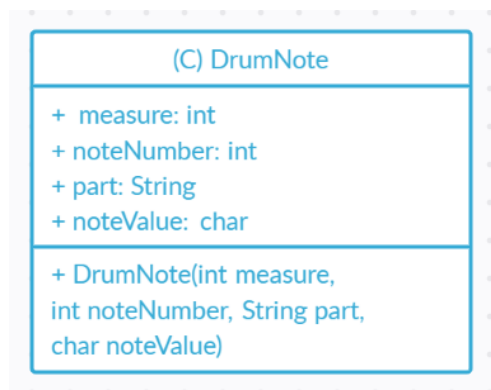 (C) DrumNote
+ measure: int
+ noteNumber: int
+ part: String
+ noteValue: char
+ DrumNote(int measure,
int noteNumber, String part,
char noteValue)